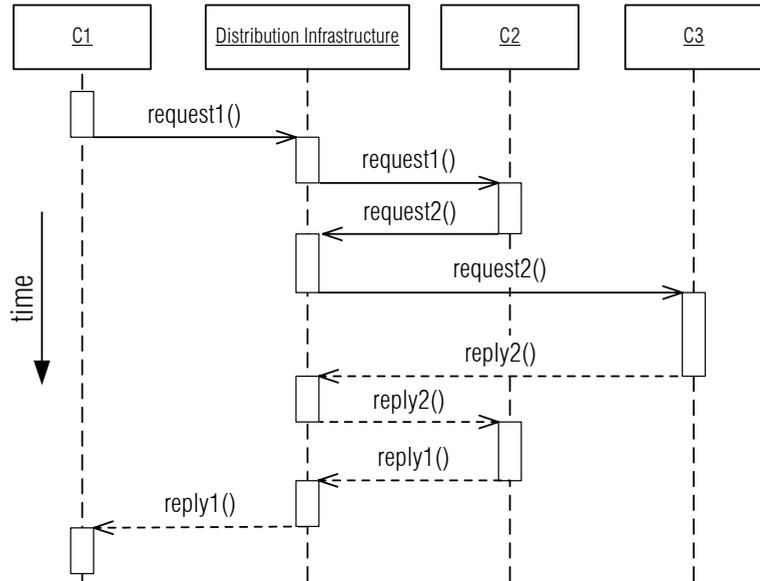 C1
Distribution Infrastructure
C2
C3
request1()
request1()
request2()
request2()
time
reply2()
reply2()
reply1()
reply1()